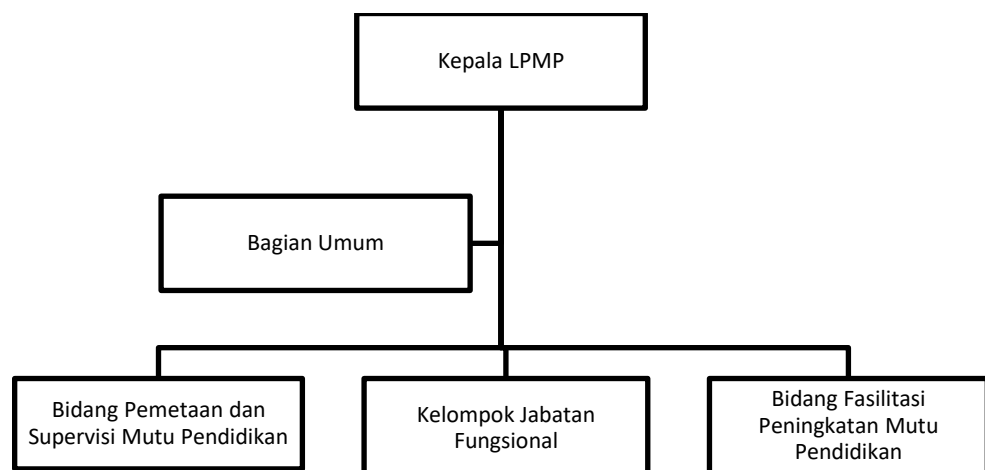 Kepala LPMP
Bagian Umum
Bidang Pemetaan dan
Supervisi Mutu Pendidikan
Kelompok Jabatan
Fungsional
Bidang Fasilitasi
Peningkatan Mutu
Pendidikan